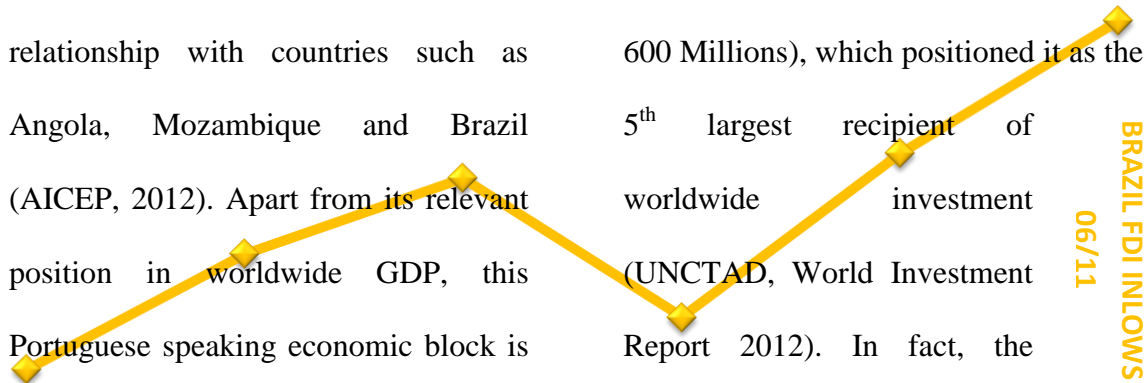 relationship with countries such as
Angola, Mozambique and Brazil
(AICEP, 2012). Apart from its relevant
position in worldwide GDP, this
Portuguese speaking economic block is
600 Millions), which positioned it as the
5th largest recipient of
worldwide investment
(UNCTAD, World Investment
Report 2012). In fact, the
BRAZIL FDI INLOWS
06/11